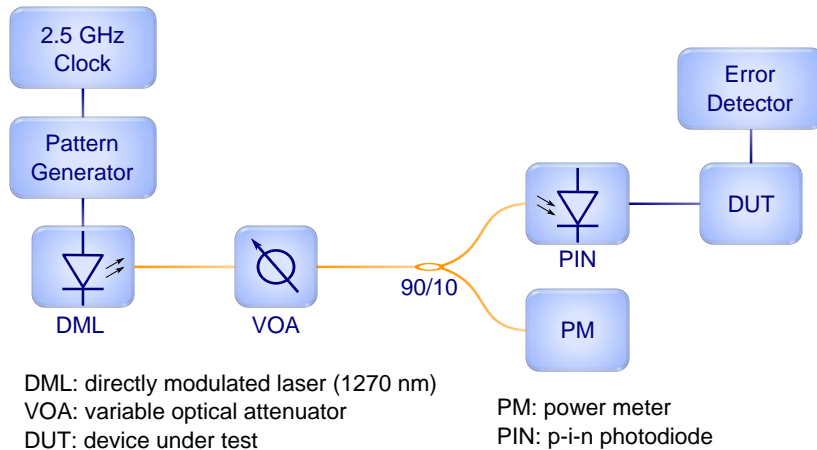 2.5 GHz
Clock
Pattern
Generator
DML
VOA
90/10
PIN
PM
DUT
Error
Detector
DML: directly modulated laser (1270 nm)
VOA: variable optical attenuator
DUT: device under test
PM: power meter
PIN: p-i-n photodiode